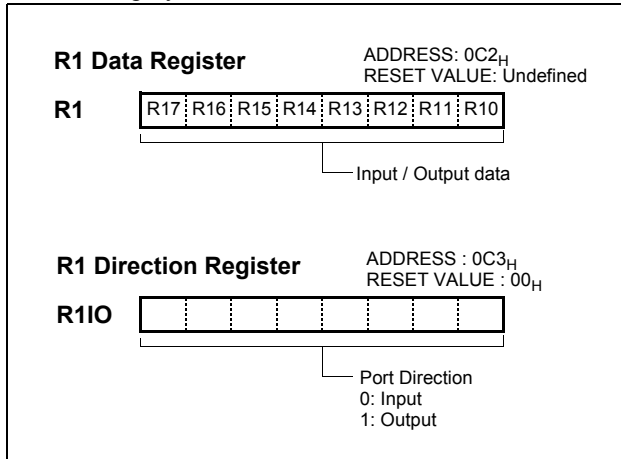 R1 Data Register
ADDRESS: 0C2H
RESET VALUE: Undefined
R1
R17 R16 R15 R14 R13 R12 R11 R10
Input / Output data
R1 Direction Register
ADDRESS : 0C3H
RESET VALUE : 00H
R1IO
Port Direction
0: Input
1: Output